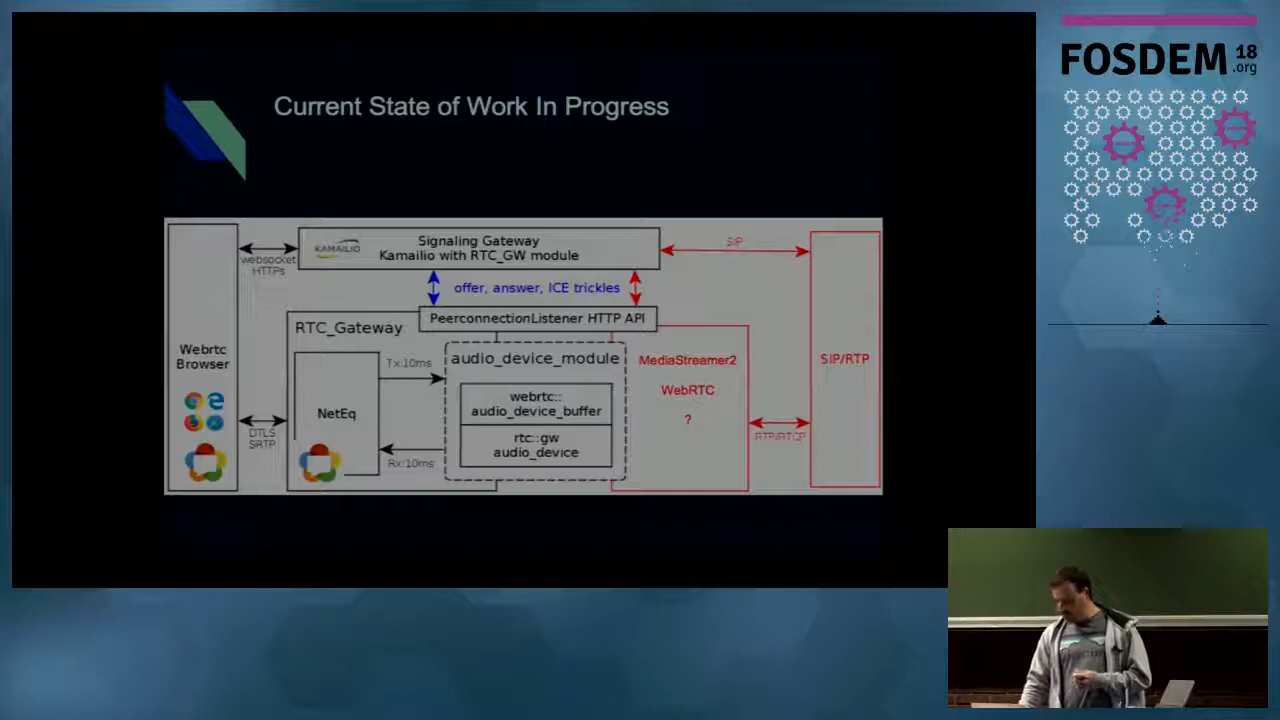 FOSDEM 18
.org
Current State of Work In Progress
KAMAILIO
Signaling Gateway
Kamailio with RTC_GW module
SIP
websocket
HTTPs
offer, answer, ICE trickles
PeerconnectionListener HTTP API
RTC_Gateway
Webrtc
Browser
Tx:10ms
audio_device_module
MediaStreamer2
WebRTC
?
SIP/RTP
NetEq
webrtc::
audio_device_buffer
rtc::gw
audio_device
DTLS
SRTP
Rx:10ms
RTP/RTCP